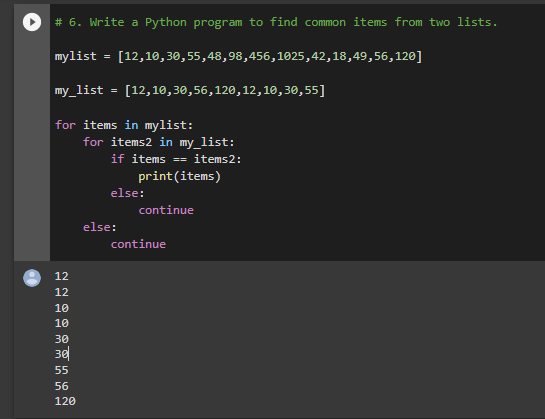 # 6. Write a Python program to find common items from two lists.
mylist = [12,10,30,55,48,98,456,1025,42,18,49,56,120]
my_list = [12,10,30,56,120,12,10,30,55]
for items in mylist:
    for items2 in my_list:
        if items == items2:
            print(items)
        else:
            continue
    else:
        continue
12
12
10
10
30
30
55
56
120